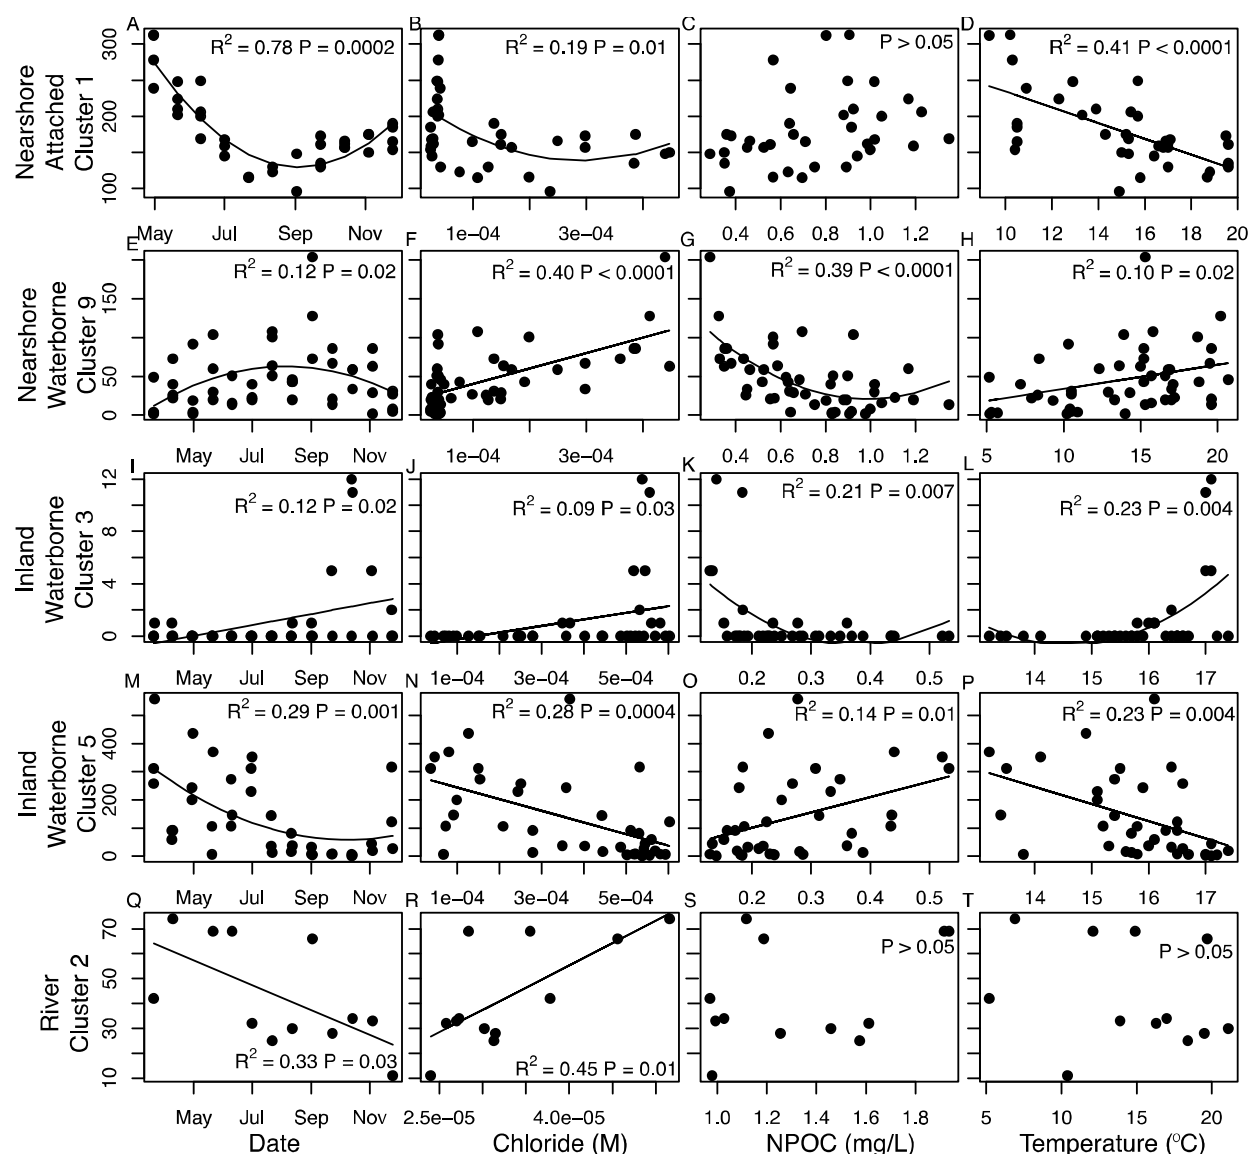 A B C D
Nearshore
Attached
Cluster 1
300
200
100
R² = 0.78 P = 0.0002
R² = 0.19 P = 0.01
P > 0.05
R² = 0.41 P < 0.0001
May Jul Sep Nov
1e−04 3e−04
0.4 0.6 0.8 1.0 1.2
10 12 14 16 18 20
E F G H
Nearshore
Waterborne
Cluster 9
150
50
0
R² = 0.12 P = 0.02
R² = 0.40 P < 0.0001
R² = 0.39 P < 0.0001
R² = 0.10 P = 0.02
May Jul Sep Nov
1e−04 3e−04
0.4 0.6 0.8 1.0 1.2
5 10 15 20
I J K L
Inland
Waterborne
Cluster 3
12
8
4
0
R² = 0.12 P = 0.02
R² = 0.09 P = 0.03
R² = 0.21 P = 0.007
R² = 0.23 P = 0.004
May Jul Sep Nov
1e−04 3e−04 5e−04
0.2 0.3 0.4 0.5
14 15 16 17
M N O P
Inland
Waterborne
Cluster 5
400
200
0
R² = 0.29 P = 0.001
R² = 0.28 P = 0.0004
R² = 0.14 P = 0.01
R² = 0.23 P = 0.004
May Jul Sep Nov
1e−04 3e−04 5e−04
0.2 0.3 0.4 0.5
14 15 16 17
Q R S T
River
Cluster 2
70
50
30
10
R² = 0.33 P = 0.03
R² = 0.45 P = 0.01
P > 0.05
P > 0.05
May Jul Sep Nov
2.5e−05 4.0e−05
1.0 1.2 1.4 1.6 1.8
5 10 15 20
Date
Chloride (M)
NPOC (mg/L)
Temperature (°C)